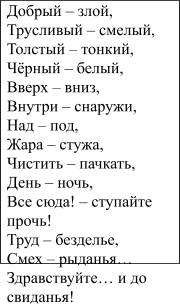 Добрый – злой,
Трусливый – смелый,
Толстый – тонкий,
Чёрный – белый,
Вверх – вниз,
Внутри – снаружи,
Над – под,
Жара – стужа,
Чистить – пачкать,
День – ночь,
Все сюда! – ступайте
прочь!
Труд – безделье,
Смех – рыданья…
Здравствуйте… и до
свиданья!